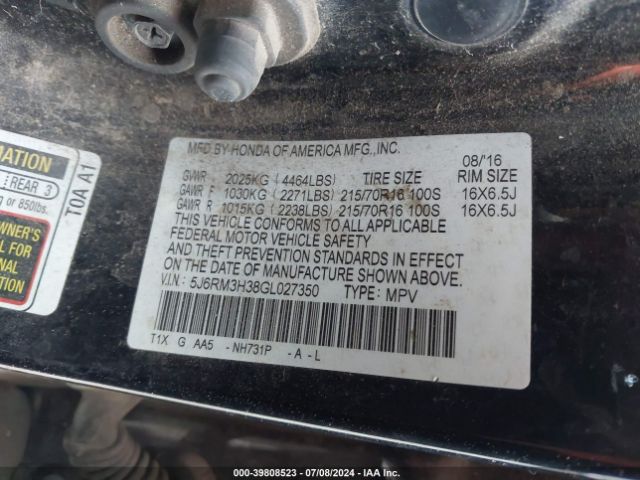 MFD BY HONDA OF AMERICA MFG.,INC. 08/'16
GVWR 2025KG (4464LBS) TIRE SIZE RIM SIZE
GAWR F 1030KG (2271LBS) 215/70R16 100S 16X6.5J
GAWR R 1015KG (2238LBS) 215/70R16 100S 16X6.5J
THIS VEHICLE CONFORMS TO ALL APPLICABLE
FEDERAL MOTOR VEHICLE SAFETY
AND THEFT PREVENTION STANDARDS IN EFFECT
ON THE DATE OF MANUFACTURE SHOWN ABOVE.
V.I.N.: 5J6RM3H38GL027350 TYPE: MPV
T1X G AA5 -NH731P -A-L
MATION
REAR 3
or 850lbs.
WNER'S
L FOR
NAL
TION
T0A A1
000-39808523 - 07/08/2024 - IAA Inc.